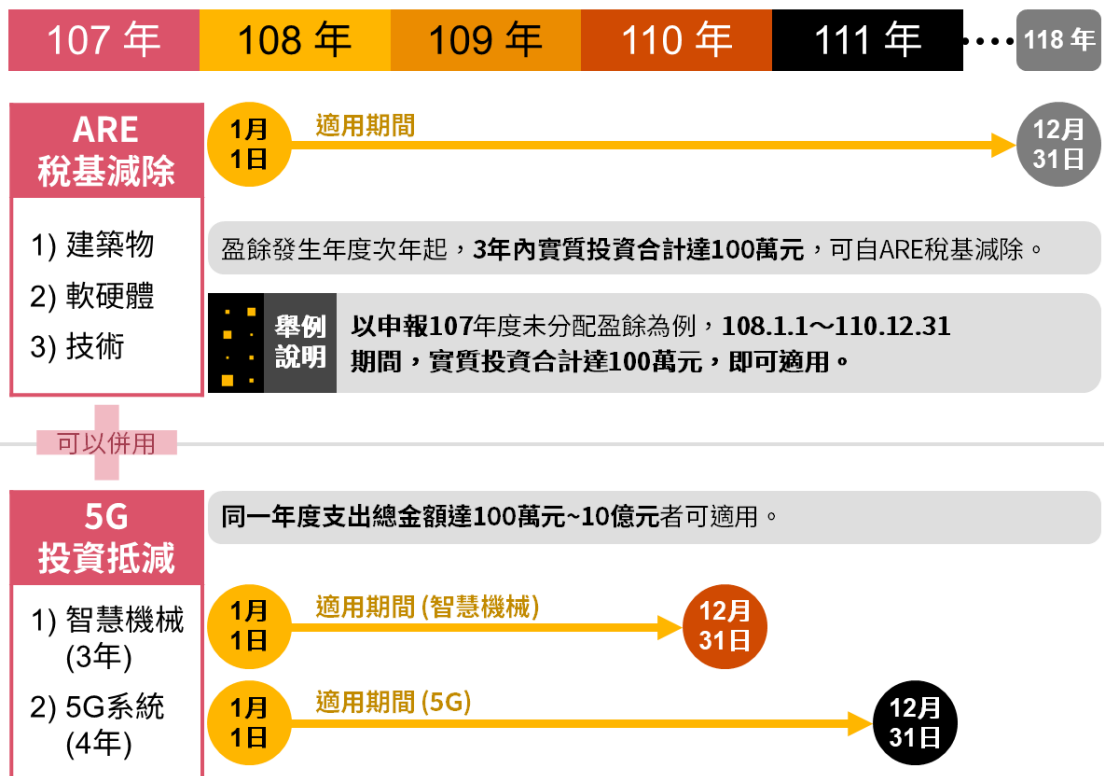 107 年 108 年 109 年 110 年 111 年 118 年
ARE
稅基減除
1月
1日
適用期間
12月
31日
1) 建築物
2) 軟硬體
3) 技術
盈餘發生年度次年起，3年內實質投資合計達100萬元，可自ARE稅基減除。
舉例
說明
以申報107年度未分配盈餘為例，108.1.1～110.12.31
期間，實質投資合計達100萬元，即可適用。
可以併用
5G
投資抵減
同一年度支出總金額達100萬元~10億元者可適用。
1) 智慧機械
(3年)
1月
1日
適用期間 (智慧機械)
12月
31日
2) 5G系統
(4年)
1月
1日
適用期間 (5G)
12月
31日